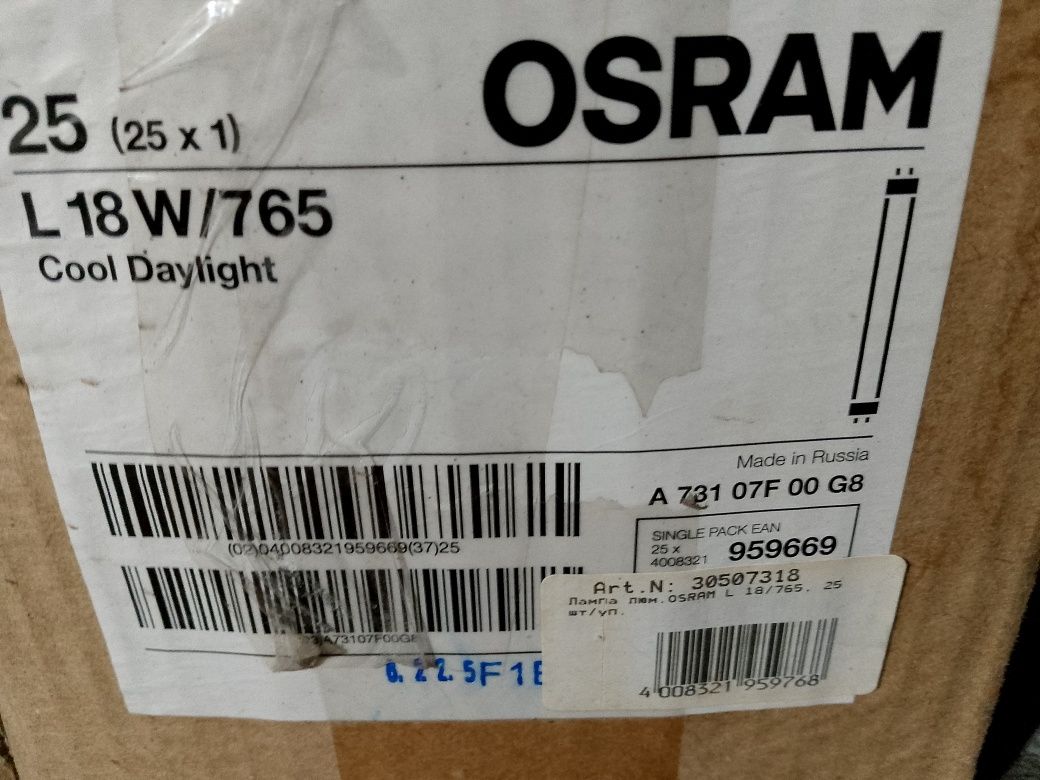 OSRAM
25 (25 x 1)
L 18 W/765
Cool Daylight
Made in Russia
A 731 07F 00 G8
(02)04008321959669(37)25
SINGLE PACK EAN
25 x
4008321 959669
A73107F00G8
Art.N: 30507318
Лампа люм.OSRAM L 18/765, 25
шт/уп.
4 008321 959768